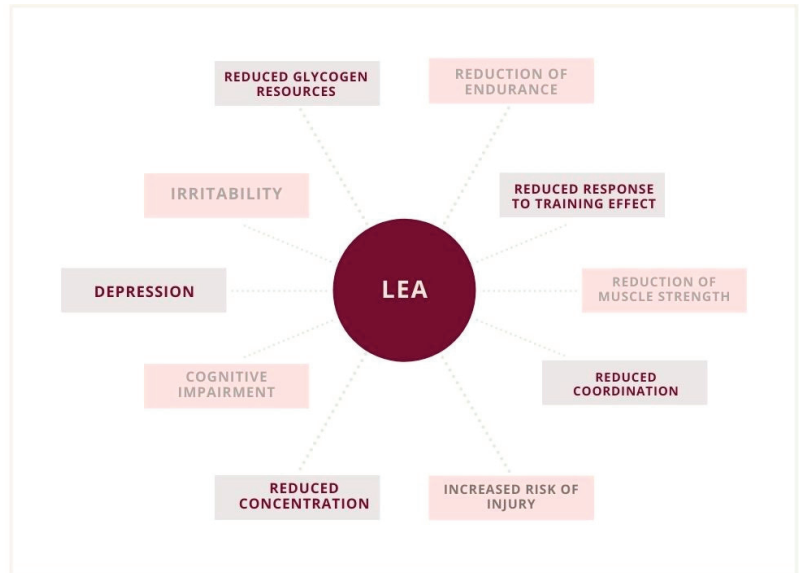 REDUCED GLYCOGEN
RESOURCES
REDUCTION OF
ENDURANCE
IRRITABILITY
REDUCED RESPONSE
TO TRAINING EFFECT
DEPRESSION
LEA
REDUCTION OF
MUSCLE STRENGTH
COGNITIVE
IMPAIRMENT
REDUCED
COORDINATION
REDUCED
CONCENTRATION
INCREASED RISK OF
INJURY